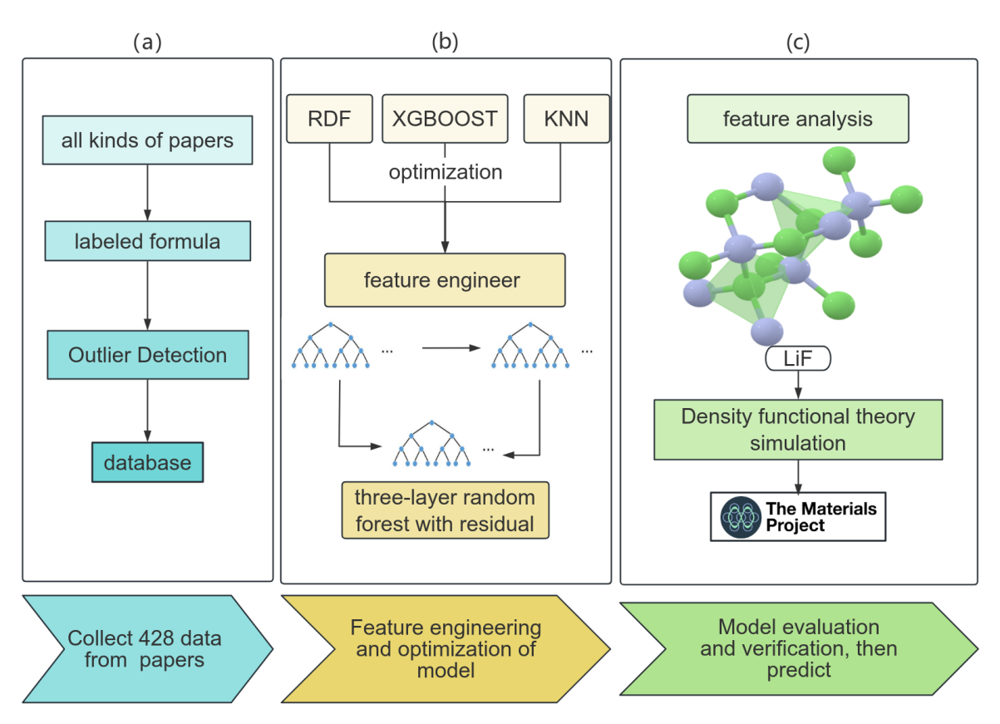 (a)
all kinds of papers
labeled formula
Outlier Detection
database
Collect 428 data
from papers
(b)
RDF
XGBOOST
KNN
optimization
feature engineer
...
...
...
three-layer random
forest with residual
Feature engineering
and optimization of
model
(c)
feature analysis
LiF
Density functional theory
simulation
The Materials
Project
Model evaluation
and verification, then
predict